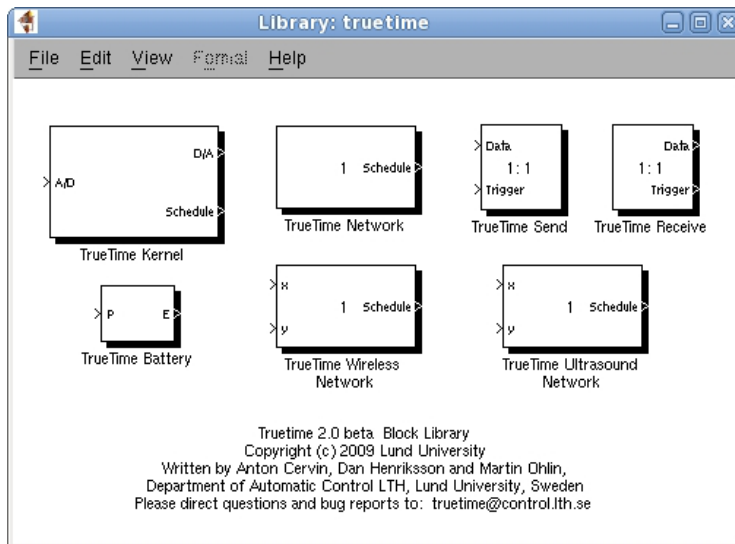 Library: truetime
File Edit View Format Help
A/D
D/A
Schedule
TrueTime Kernel
1 Schedule
TrueTime Network
Data
1:1
Trigger
TrueTime Send
Data
1:1
Trigger
TrueTime Receive
P E
TrueTime Battery
x
1 Schedule
y
TrueTime Wireless
Network
x
1 Schedule
y
TrueTime Ultrasound
Network
Truetime 2.0 beta Block Library
Copyright (c) 2009 Lund University
Written by Anton Cervin, Dan Henriksson and Martin Ohlin,
Department of Automatic Control LTH, Lund University, Sweden
Please direct questions and bug reports to: truetime@control.lth.se